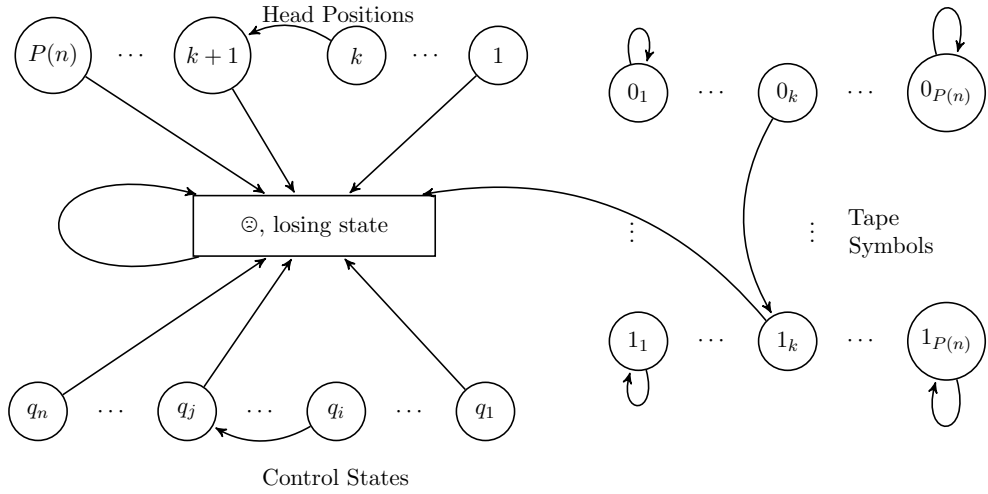 Head Positions
P(n) ··· k + 1 k ··· 1
0₁ ··· 0ₖ ··· 0_{P(n)}
☹, losing state
⋮ ⋮ Tape
Symbols
1₁ ··· 1ₖ ··· 1_{P(n)}
qₙ ··· qⱼ ··· qᵢ ··· q₁
Control States